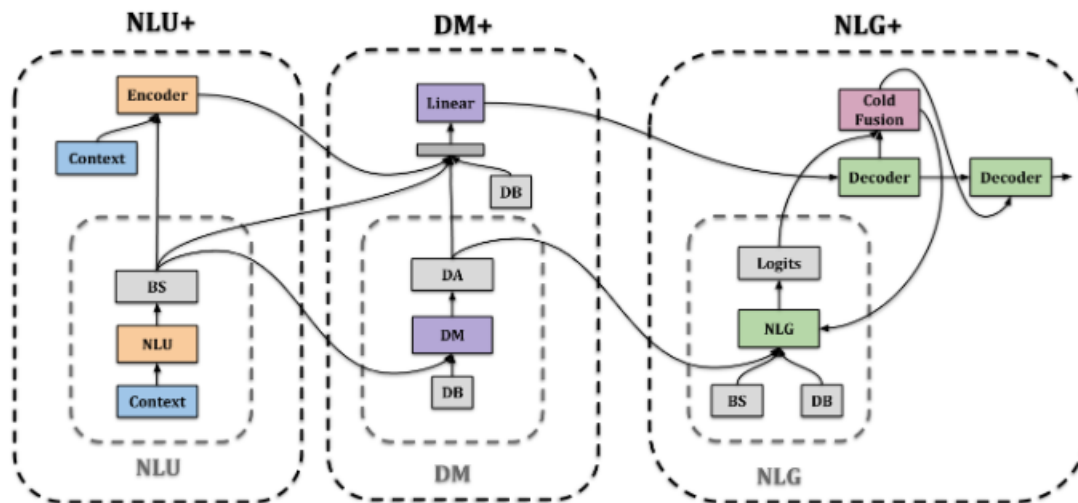 NLU+
DM+
NLG+
Encoder
Context
BS
NLU
Context
NLU
Linear
DB
DA
DM
DB
DM
Cold
Fusion
Decoder
Decoder
Logits
NLG
BS
DB
NLG